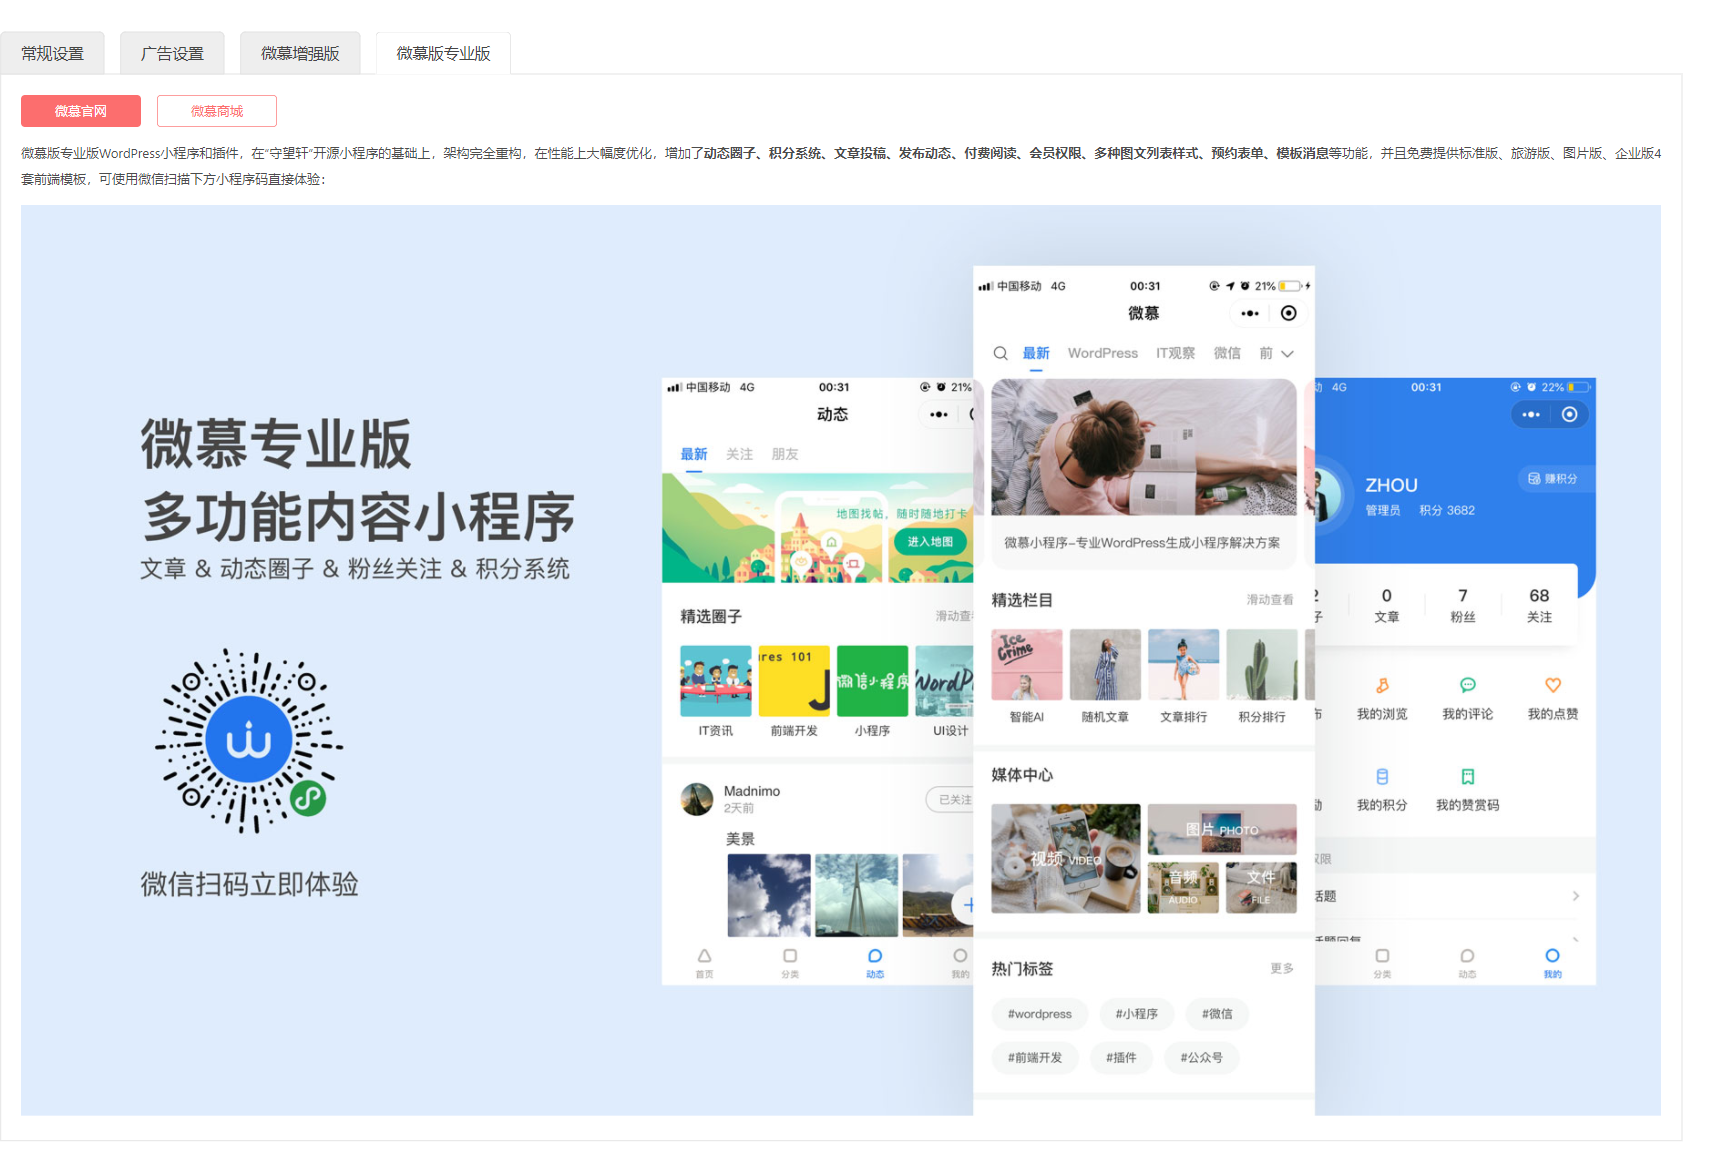 常规设置
广告设置
微慕增强版
微慕版专业版
微慕官网
微慕商城
微慕版专业版WordPress小程序和插件，在“守望轩”开源小程序的基础上，架构完全重构，在性能上大幅度优化，增加了动态圈子、积分系统、文章投稿、发布动态、付费阅读、会员权限、多种图文列表样式、预约表单、模板消息等功能，并且免费提供标准版、旅游版、图片版、企业版4
套前端模板，可使用微信扫描下方小程序码直接体验：
微慕专业版
多功能内容小程序
文章 & 动态圈子 & 粉丝关注 & 积分系统
微信扫码立即体验
中国移动 4G
00:31
21%
动态
最新
关注
朋友
地图找帖，随时随地打卡
进入地图
精选圈子
滑动查
res 101
J
微信小程序
WordP
IT资讯
前端开发
小程序
UI设计
Madnimo
2天前
已关注
美景
首页
分类
动态
我的
中国移动 4G
00:31
21%
微慕
最新
WordPress
IT观察
微信
前
微慕小程序-专业WordPress生成小程序解决方案
精选栏目
滑动查看
Ice
Crime
智能AI
随机文章
文章排行
积分排行
媒体中心
视频 VIDEO
图片 PHOTO
音频
AUDIO
文件
FILE
热门标签
更多
#wordpress
#小程序
#微信
#前端开发
#插件
#公众号
动 4G
00:31
22%
ZHOU
赚积分
管理员
积分 3682
2
0
7
68
子
文章
粉丝
关注
布
我的浏览
我的评论
我的点赞
我的积分
我的赞赏码
权限
话题
话题回复
分类
动态
我的